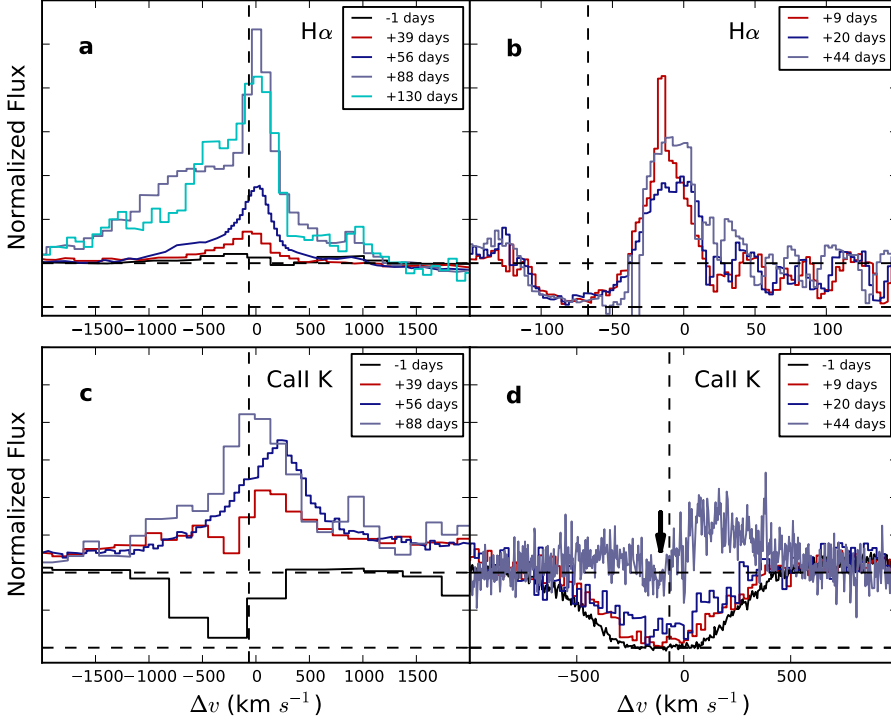 Normalized Flux
a
Hα
-1 days
+39 days
+56 days
+88 days
+130 days
−1500
−1000
−500
0
500
1000
1500
b
Hα
+9 days
+20 days
+44 days
−100
−50
0
50
100
Normalized Flux
c
CaII K
-1 days
+39 days
+56 days
+88 days
−1500
−1000
−500
0
500
1000
1500
Δv (km s⁻¹)
d
CaII K
-1 days
+9 days
+20 days
+44 days
−500
0
500
Δv (km s⁻¹)